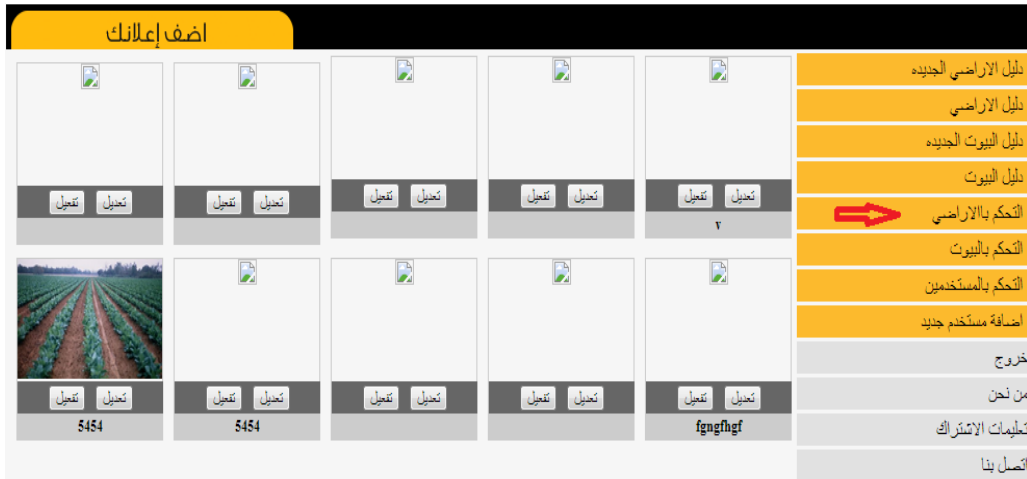 اضف إعلانك
دليل الاراضي الجديده
دليل الاراضي
دليل البيوت الجديده
دليل البيوت
التحكم باالاراضي
التحكم بالبيوت
التحكم بالمستخدمين
اضافة مستخدم جديد
خروج
من نحن
تعليمات الاشتراك
اتصل بنا
تعديل تفعيل
تعديل تفعيل
تعديل تفعيل
تعديل تفعيل
تعديل تفعيل
v
تعديل تفعيل
تعديل تفعيل
تعديل تفعيل
تعديل تفعيل
تعديل تفعيل
fgngfhgf
5454
5454